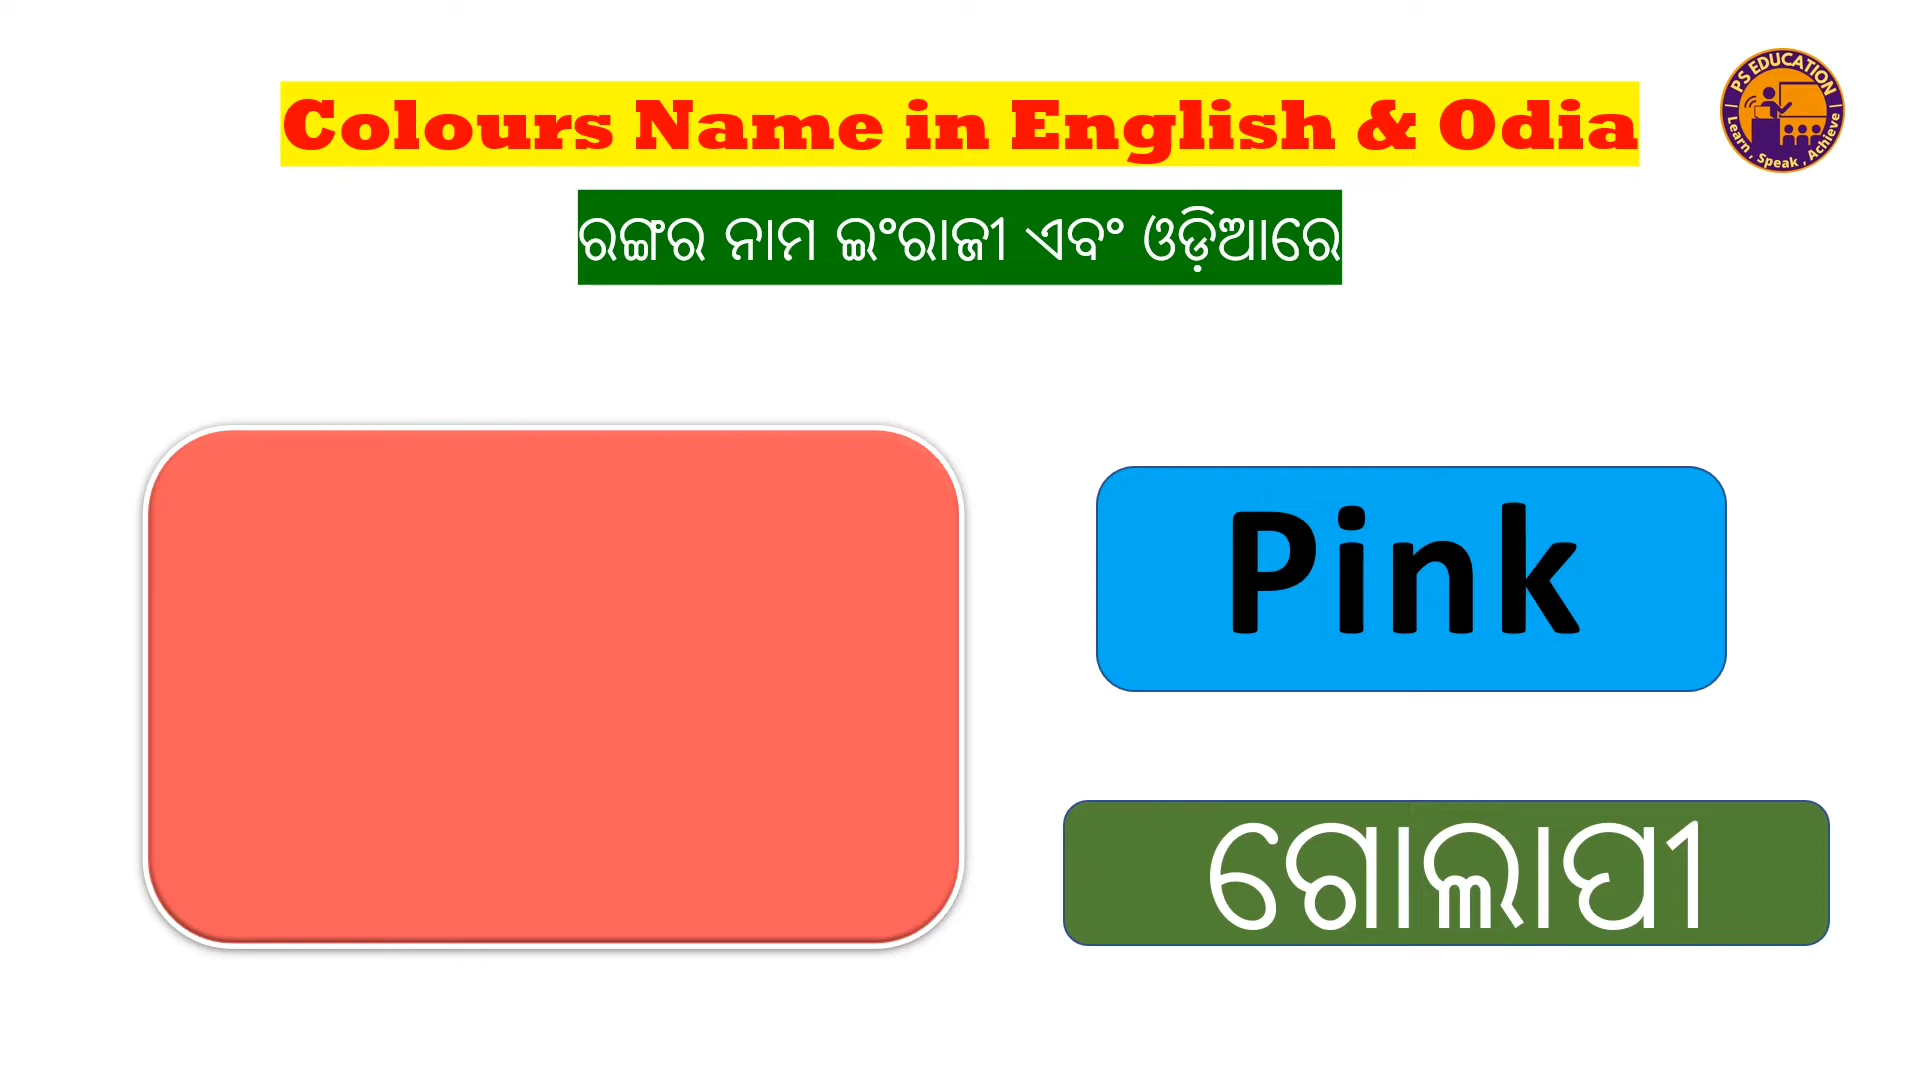 PS EDUCATION
Learn , Speak , Achieve
Colours Name in English & Odia
ରଙ୍ଗର ନାମ ଇଂରାଜୀ ଏବଂ ଓଡ଼ିଆରେ
Pink
ଗୋଲାପୀ